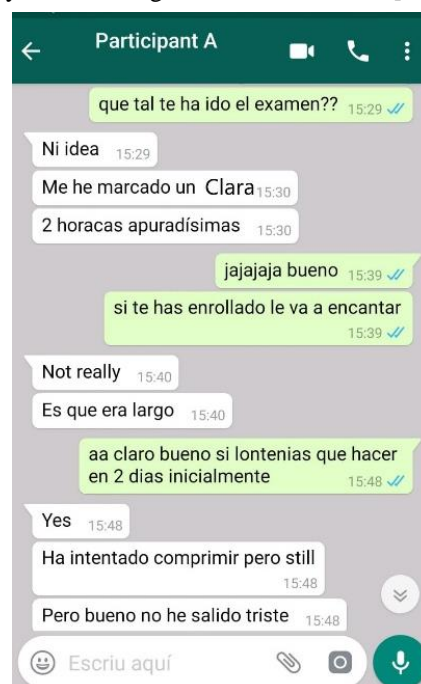 Participant A
que tal te ha ido el examen?? 15:29
Ni idea 15:29
Me he marcado un Clara 15:30
2 horacas apuradísimas 15:30
jajajaja bueno 15:39
si te has enrollado le va a encantar
15:39
Not really 15:40
Es que era largo 15:40
aa claro bueno si lontenias que hacer
en 2 dias inicialmente 15:48
Yes 15:48
Ha intentado comprimir pero still
15:48
Pero bueno no he salido triste 15:48
Escriu aquí